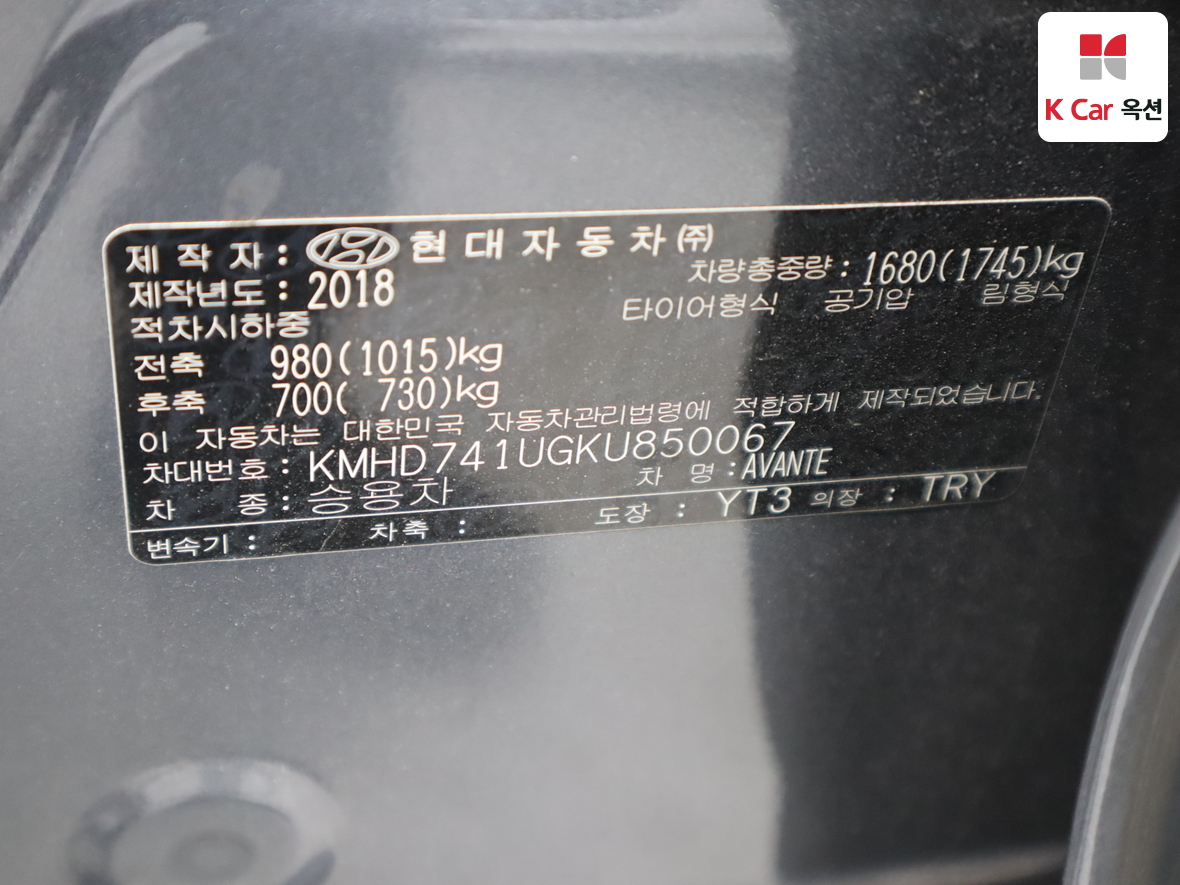 K Car 옥션
제 작 자 : 현 대 자 동 차 ㈜
차량총중량 : 1680(1745)kg
제작년도 : 2018
타이어형식 공기압 림형식
적차시하중
전축 980(1015)kg
후축 700( 730)kg
이 자동차는 대한민국 자동차관리법령에 적합하게 제작되었습니다.
차대번호 : KMHD741UGKU850067
차 명 : AVANTE
차 종 : 승용차
변속기 : 차축 : 도장 : YT3 의장 : TRY